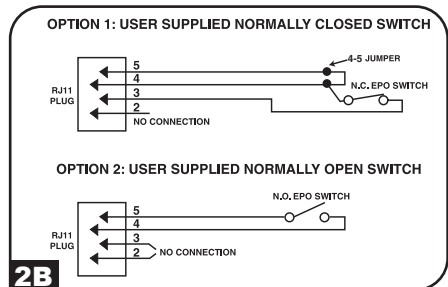 OPTION 1: USER SUPPLIED NORMALLY CLOSED SWITCH
5
4-5 JUMPER
4
RJ11
PLUG
3
N.C. EPO SWITCH
2
NO CONNECTION
OPTION 2: USER SUPPLIED NORMALLY OPEN SWITCH
N.O. EPO SWITCH
5
4
RJ11
PLUG
3
NO CONNECTION
2
2B